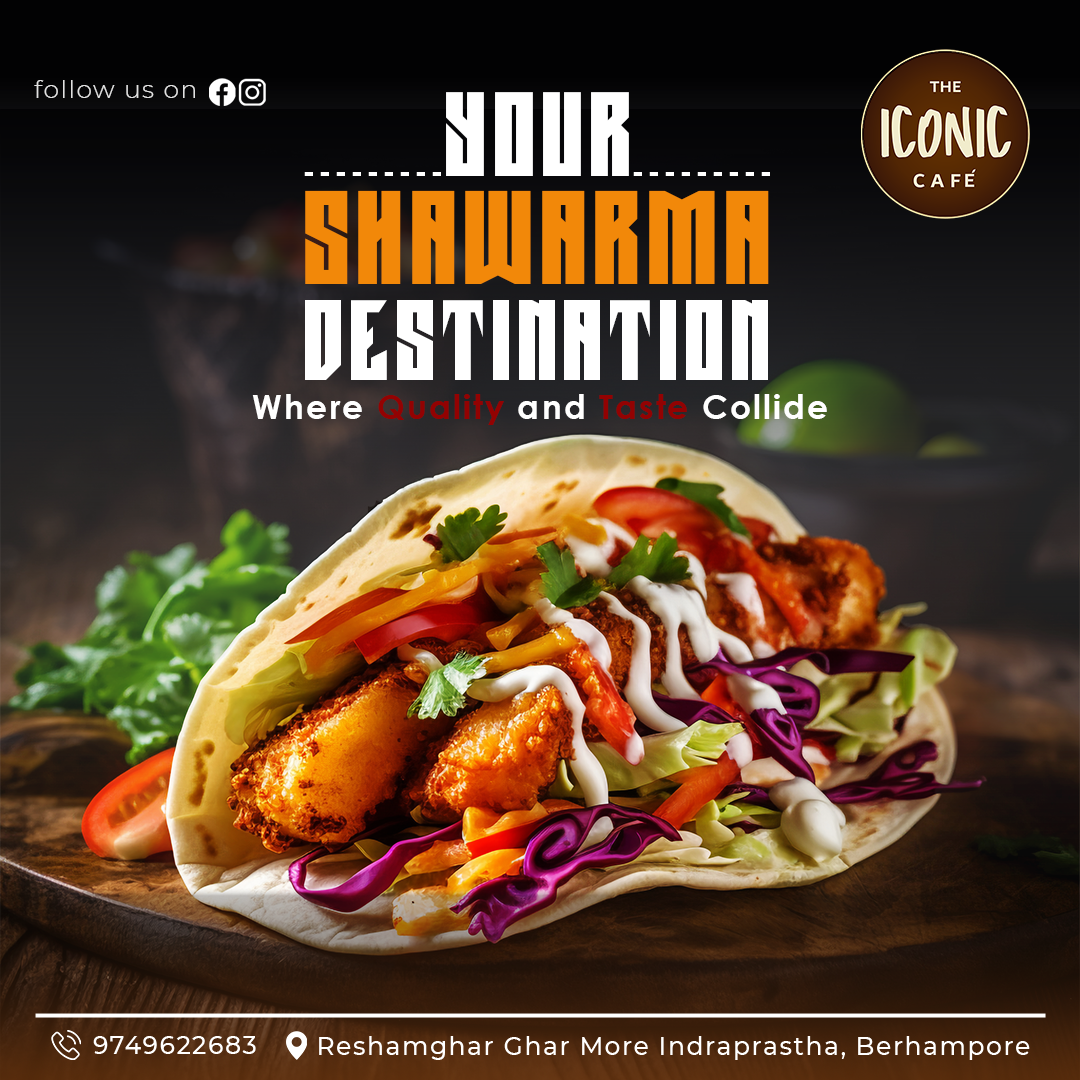 follow us on
THE
ICONIC
CAFÉ
YOUR
SHAWARMA
DESTINATION
Where Quality and Taste Collide
9749622683 Reshamghar Ghar More Indraprastha, Berhampore